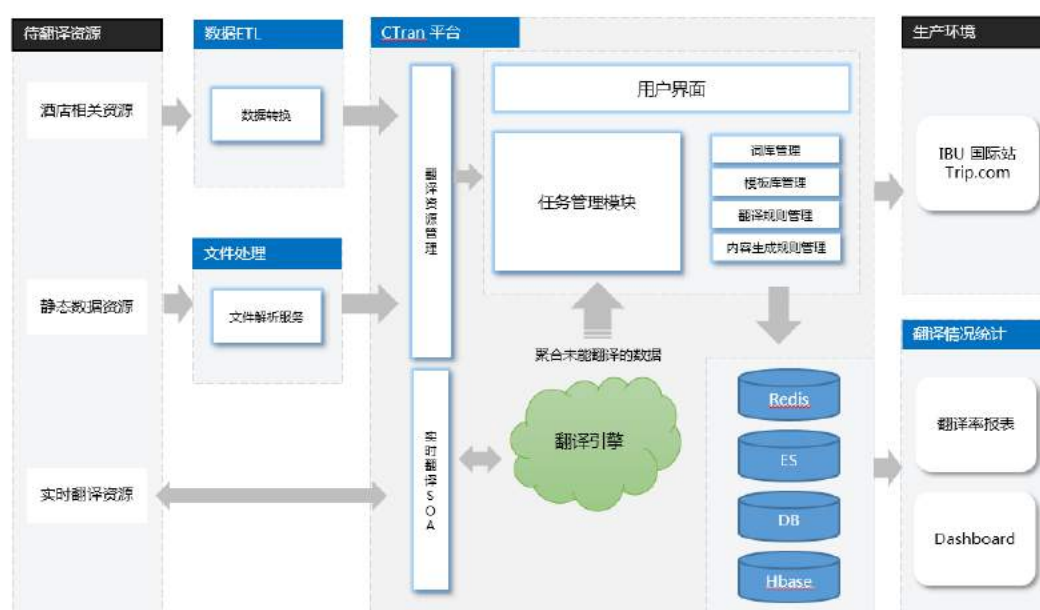 待翻译资源
酒店相关资源
静态数据资源
实时翻译资源
数据ETL
数据转换
文件处理
文件解析服务
CTran 平台
翻译资源管理
实时翻译SOA
用户界面
任务管理模块
词库管理
模板库管理
翻译规则管理
内容生成规则管理
聚合未能翻译的数据
翻译引擎
Redis
ES
DB
Hbase
生产环境
IBU 国际站
Trip.com
翻译情况统计
翻译率报表
Dashboard